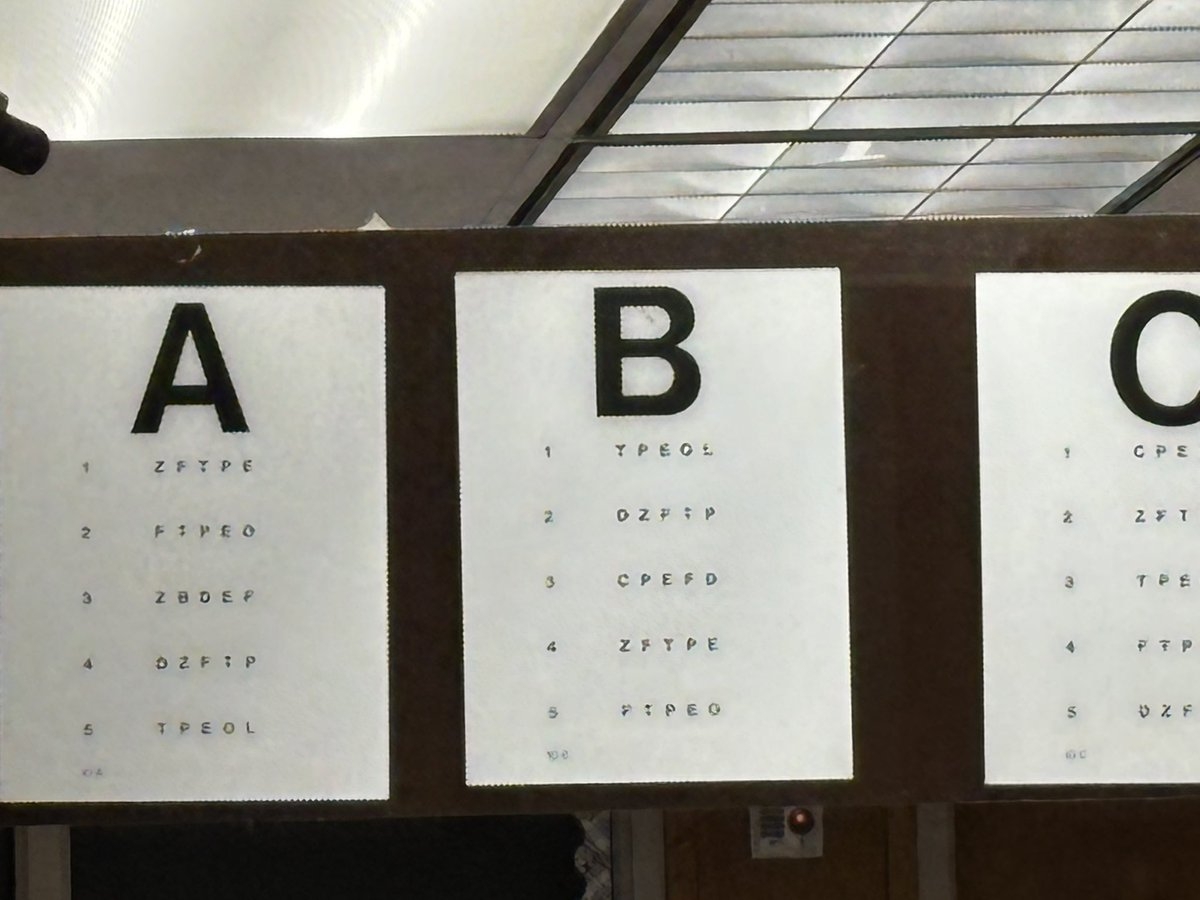 A
1 Z F T P E
2 F T P E O
3 Z B D E F
4 D Z F T P
5 T P E O L
B
1 T P E O L
2 D Z F T P
3 C P E F D
4 Z F T P E
5 F T P E O
C
1 C P E
2 Z F T
3 T P E
4 F T P
5 D Z F